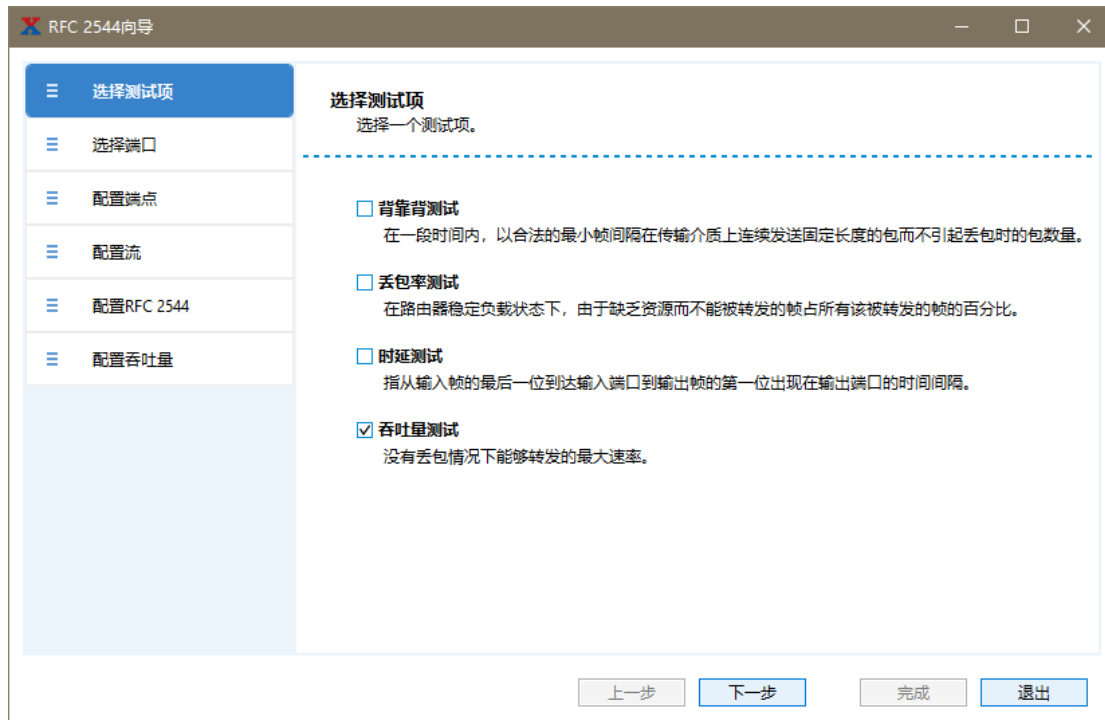 RFC 2544向导
选择测试项
选择端口
配置端点
配置流
配置RFC 2544
配置吞吐量
选择测试项
选择一个测试项。
背靠背测试
在一段时间内，以合法的最小帧间隔在传输介质上连续发送固定长度的包而不引起丢包时的包数量。
丢包率测试
在路由器稳定负载状态下，由于缺乏资源而不能被转发的帧占所有该被转发的帧的百分比。
时延测试
指从输入帧的最后一位到达输入端口到输出帧的第一位出现在输出端口的时间间隔。
吞吐量测试
没有丢包情况下能够转发的最大速率。
上一步 下一步 完成 退出